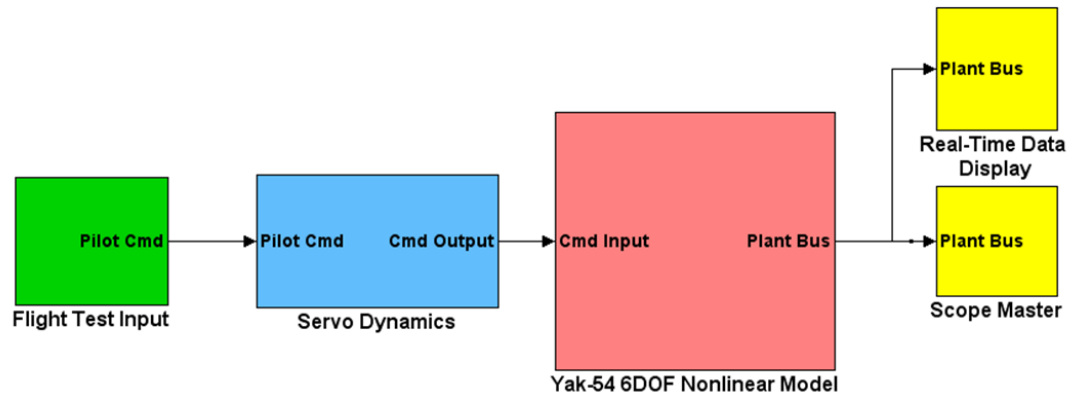 Pilot Cmd
Flight Test Input
Pilot Cmd
Cmd Output
Servo Dynamics
Cmd Input
Plant Bus
Yak-54 6DOF Nonlinear Model
Plant Bus
Real-Time Data
Display
Plant Bus
Scope Master